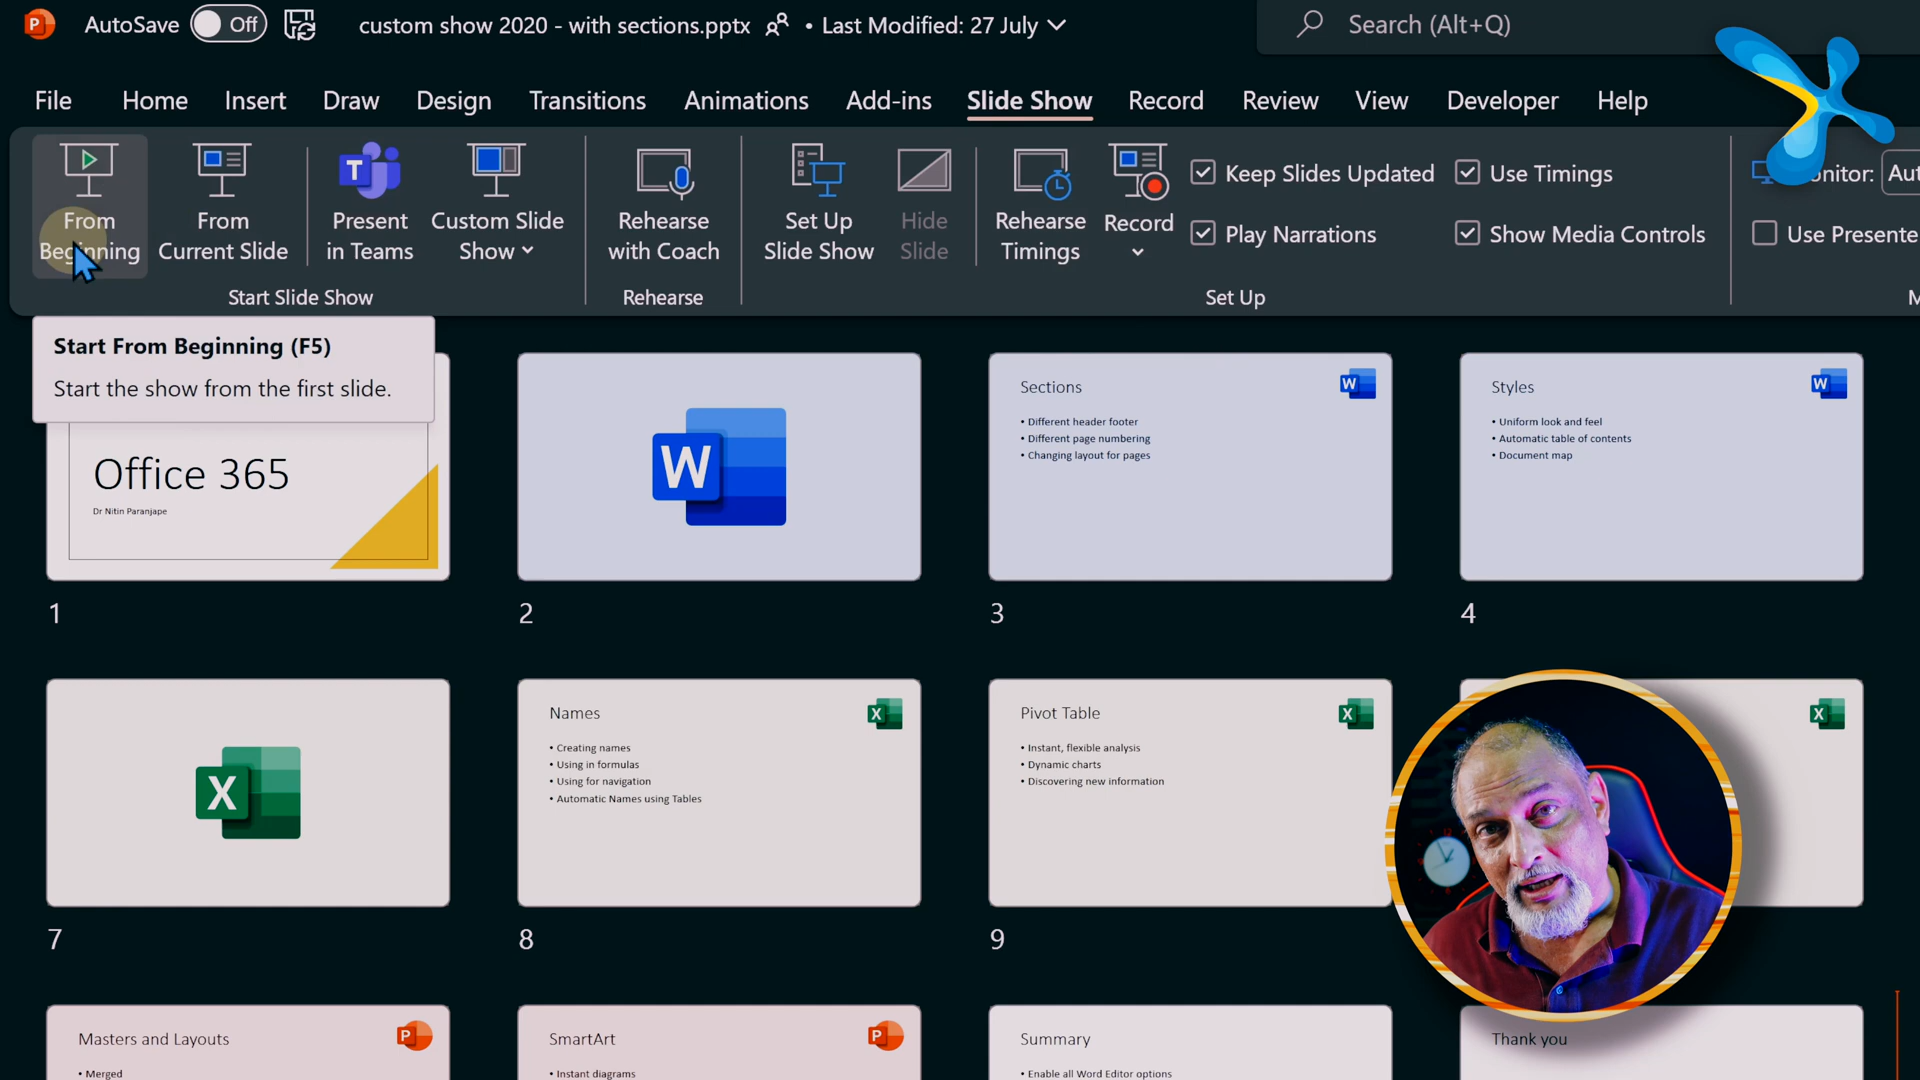 AutoSave Off custom show 2020 - with sections.pptx • Last Modified: 27 July Search (Alt+Q)
File Home Insert Draw Design Transitions Animations Add-ins Slide Show Record Review View Developer Help
From Beginning
From Current Slide
Present in Teams
Custom Slide Show
Rehearse with Coach
Set Up Slide Show
Hide Slide
Rehearse Timings
Record
Keep Slides Updated
Use Timings
Play Narrations
Show Media Controls
Start Slide Show
Rehearse
Set Up
Start From Beginning (F5)
Start the show from the first slide.
Office 365
Dr Nitin Paranjape
1
W
2
Sections
W
• Different header footer
• Different page numbering
• Changing layout for pages
3
Styles
W
• Uniform look and feel
• Automatic table of contents
• Document map
4
X
7
Names
X
• Creating names
• Using in formulas
• Using for navigation
• Automatic Names using Tables
8
Pivot Table
X
• Instant, flexible analysis
• Dynamic charts
• Discovering new information
9
X
Masters and Layouts
P
• Merged
SmartArt
P
• Instant diagrams
Summary
• Enable all Word Editor options
Thank you